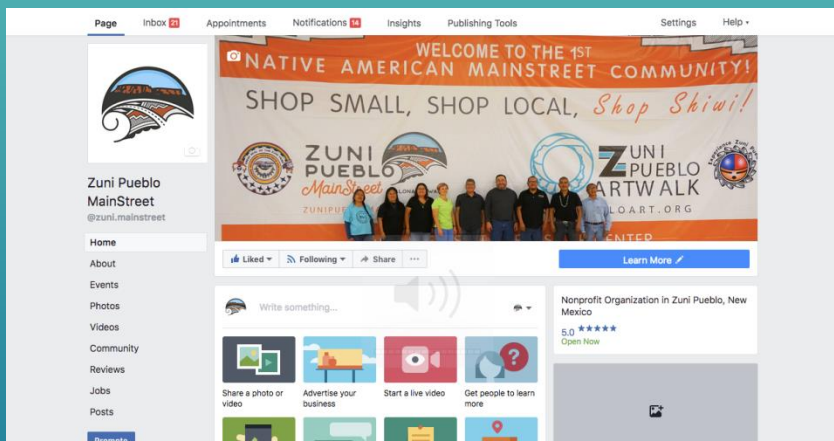 Page Inbox 21 Appointments Notifications 14 Insights Publishing Tools Settings Help
WELCOME TO THE 1ST
NATIVE AMERICAN MAINSTREET COMMUNITY!
SHOP SMALL, SHOP LOCAL, Shop Shiwi!
ZUNI
PUEBLO
MainStreet
ZUNI
PUEBLO
ARTWALK
Zuni Pueblo
MainStreet
@zuni.mainstreet
Home
About
Events
Photos
Videos
Community
Reviews
Jobs
Posts
Promote
Liked Following Share ...
Learn More
Write something...
Share a photo or
video
Advertise your
business
Start a live video
Get people to learn
more
Nonprofit Organization in Zuni Pueblo, New
Mexico
5.0 ★★★★★
Open Now